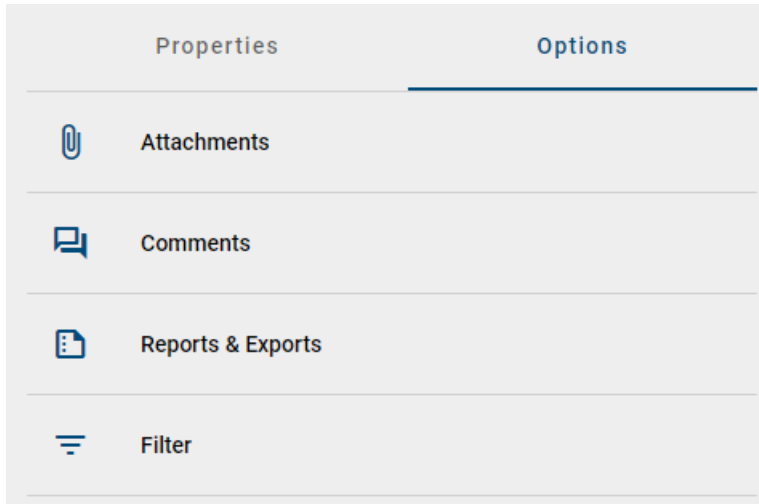 Properties Options
Attachments
Comments
Reports & Exports
Filter